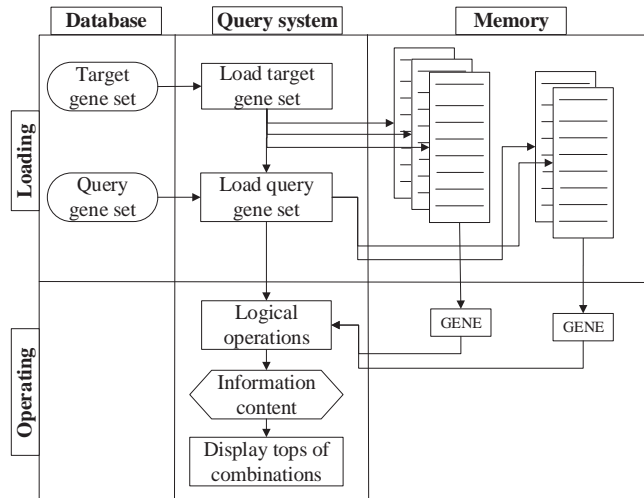 Database
Query system
Memory
Loading
Target
gene set
Load target
gene set
Query
gene set
Load query
gene set
Operating
Logical
operations
GENE
GENE
Information
content
Display tops of
combinations